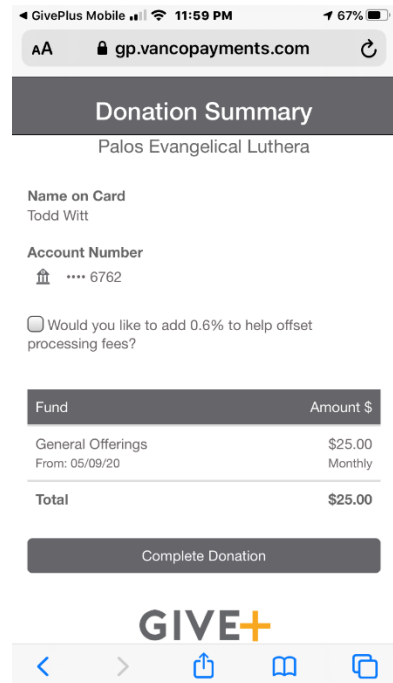 GivePlus Mobile 11:59 PM 67%
AA gp.vancopayments.com
Donation Summary
Palos Evangelical Luthera
Name on Card
Todd Witt
Account Number
•••• 6762
Would you like to add 0.6% to help offset
processing fees?
Fund Amount $
General Offerings $25.00
From: 05/09/20 Monthly
Total $25.00
Complete Donation
GIVE+